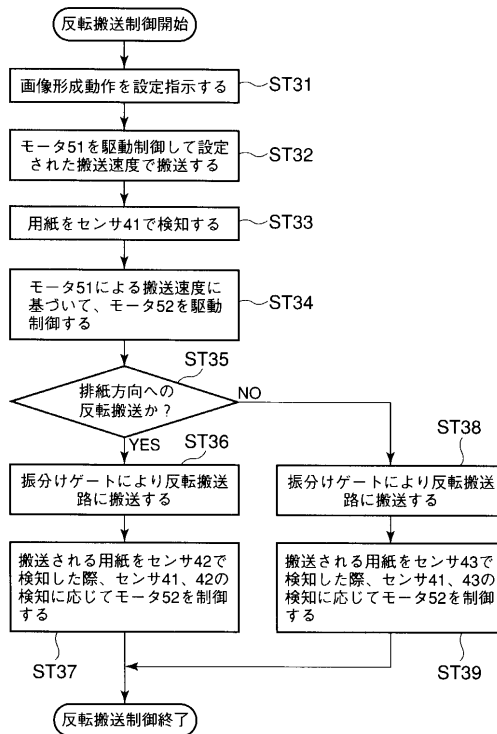 反転搬送制御開始
画像形成動作を設定指示する
ST31
モータ51を駆動制御して設定
された搬送速度で搬送する
ST32
用紙をセンサ41で検知する
ST33
モータ51による搬送速度に
基づいて、モータ52を駆動
制御する
ST34
ST35
排紙方向への
反転搬送か?
NO
YES
ST36
振分けゲートにより反転搬送
路に搬送する
ST38
振分けゲートにより反転搬送
路に搬送する
搬送される用紙をセンサ42で
検知した際、センサ41、42の
検知に応じてモータ52を制御
する
ST37
搬送される用紙をセンサ43で
検知した際、センサ41、43の
検知に応じてモータ52を制御
する
ST39
反転搬送制御終了